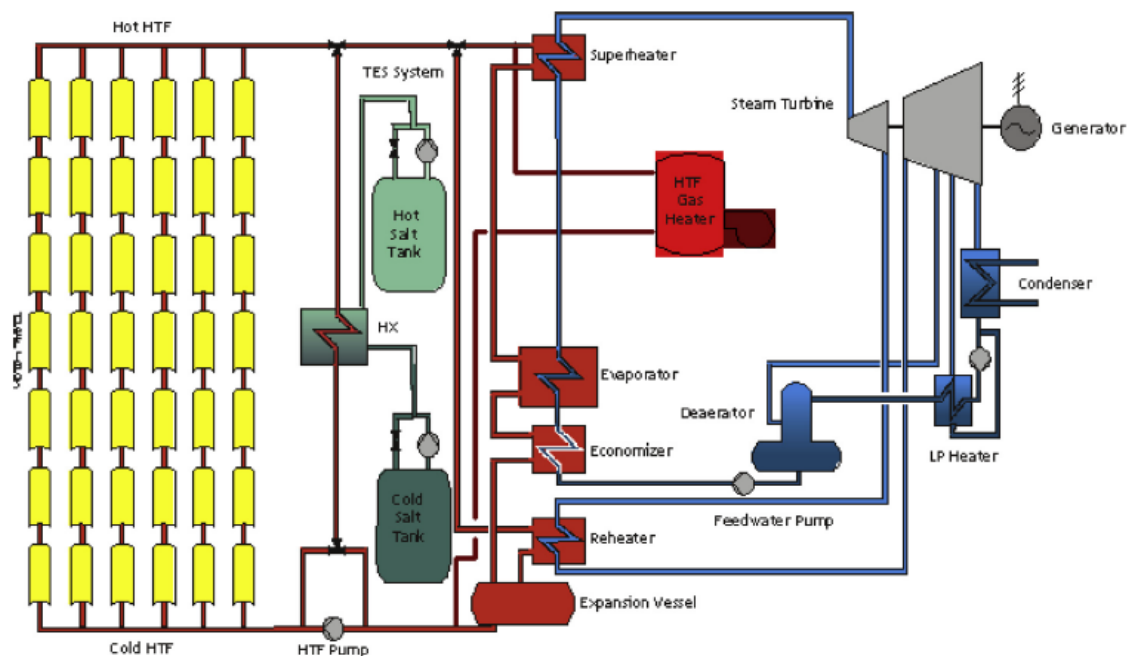 Hot HTF
TES System
Superheater
Steam Turbine
Generator
HTF
Gas
Heater
Hot
Salt
Tank
Condenser
HX
Evaporator
Deaerator
Economizer
LP Heater
Cold
Salt
Tank
Feedwater Pump
Reheater
Expansion Vessel
Cold HTF
HTF Pump